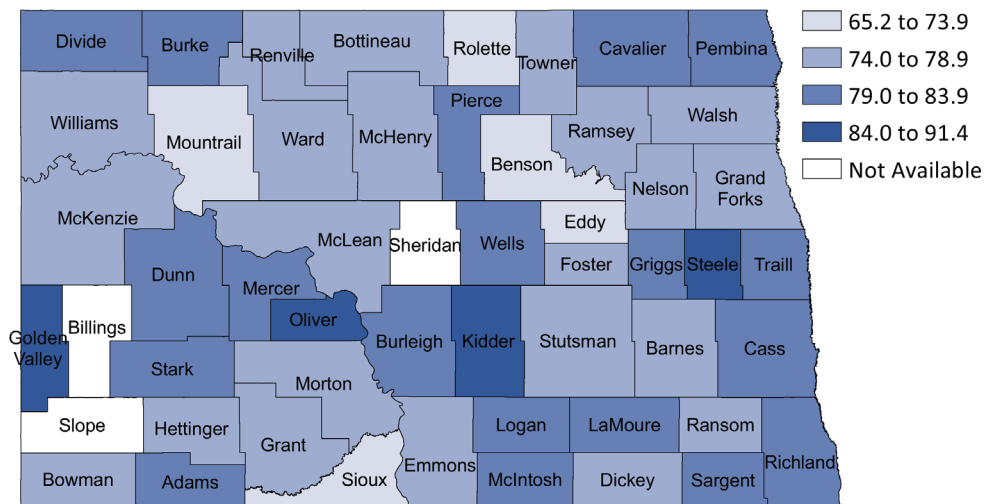 Divide
Burke
Renville
Bottineau
Rolette
Towner
Cavalier
Pembina
65.2 to 73.9
74.0 to 78.9
79.0 to 83.9
84.0 to 91.4
Not Available
Williams
Mountrail
Ward
McHenry
Pierce
Benson
Ramsey
Walsh
Nelson
Grand
Forks
McKenzie
Dunn
McLean
Sheridan
Wells
Eddy
Foster
Griggs
Steele
Traill
Mercer
Oliver
Golden
Valley
Billings
Stark
Morton
Burleigh
Kidder
Stutsman
Barnes
Cass
Slope
Hettinger
Grant
Logan
LaMoure
Ransom
Richland
Bowman
Adams
Sioux
Emmons
McIntosh
Dickey
Sargent